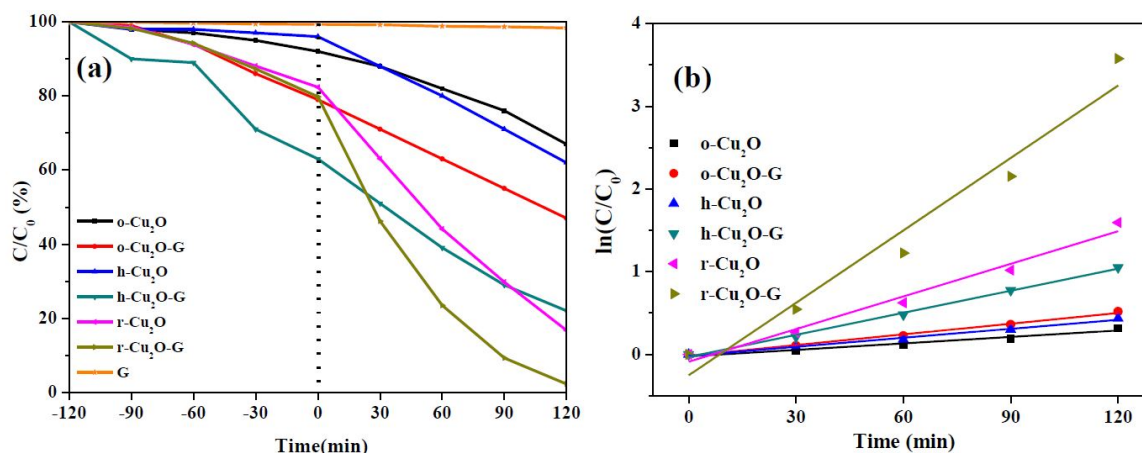 (a)
C/C₀ (%)
100
80
60
40
20
0
o-Cu₂O
o-Cu₂O-G
h-Cu₂O
h-Cu₂O-G
r-Cu₂O
r-Cu₂O-G
G
-120 -90 -60 -30 0 30 60 90 120
Time(min)
(b)
ln(C/C₀)
4
3
2
1
0
o-Cu₂O
o-Cu₂O-G
h-Cu₂O
h-Cu₂O-G
r-Cu₂O
r-Cu₂O-G
0 30 60 90 120
Time (min)